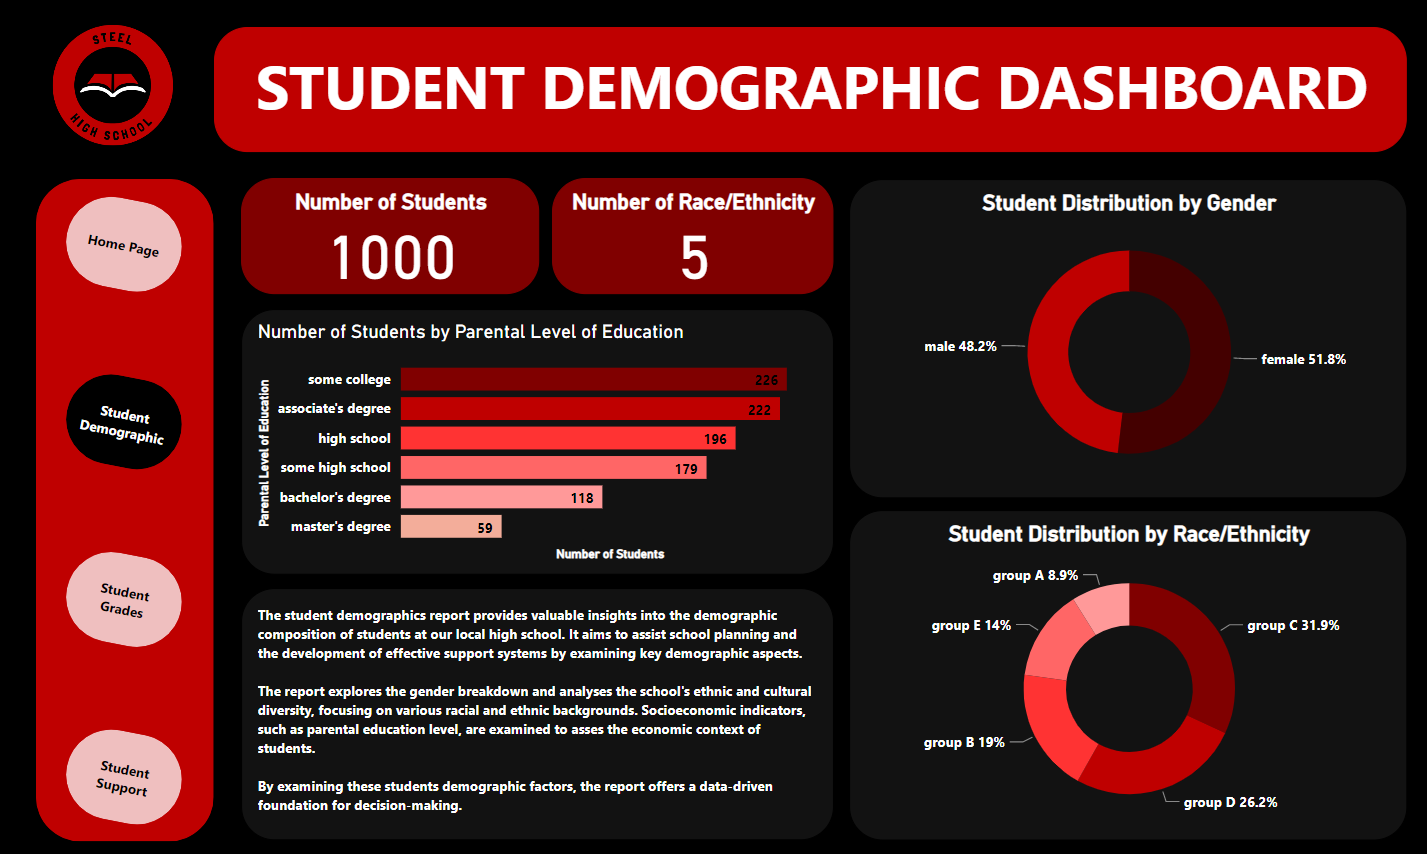 STEEL
HIGH SCHOOL
STUDENT DEMOGRAPHIC DASHBOARD
Home Page
Student
Demographic
Student
Grades
Student
Support
Number of Students
1000
Number of Race/Ethnicity
5
Number of Students by Parental Level of Education
Parental Level of Education
some college 226
associate's degree 222
high school 196
some high school 179
bachelor's degree 118
master's degree 59
Number of Students
The student demographics report provides valuable insights into the demographic
composition of students at our local high school. It aims to assist school planning and
the development of effective support systems by examining key demographic aspects.
The report explores the gender breakdown and analyses the school's ethnic and cultural
diversity, focusing on various racial and ethnic backgrounds. Socioeconomic indicators,
such as parental education level, are examined to asses the economic context of
students.
By examining these students demographic factors, the report offers a data-driven
foundation for decision-making.
Student Distribution by Gender
male 48.2%
female 51.8%
Student Distribution by Race/Ethnicity
group A 8.9%
group E 14%
group C 31.9%
group B 19%
group D 26.2%